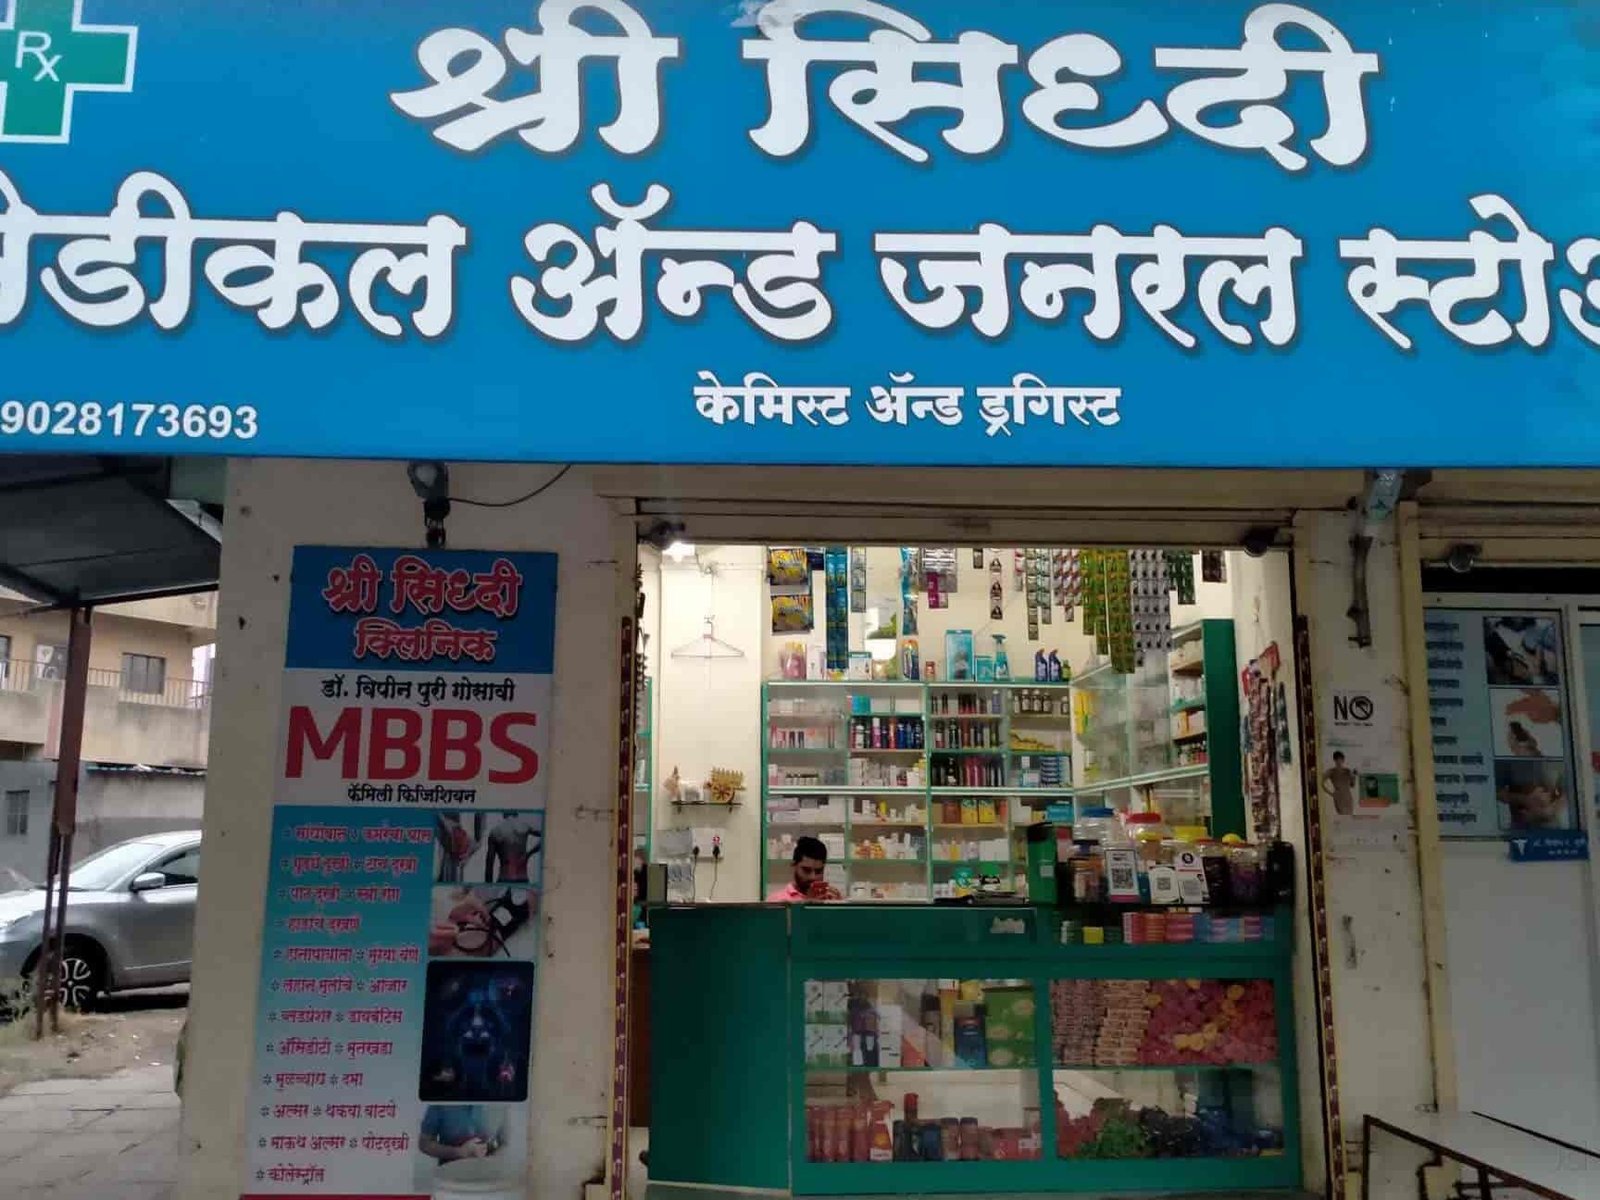 Rx
श्री सिध्दी
मेडीकल ॲन्ड जनरल स्टोअ
9028173693
केमिस्ट ॲन्ड ड्रगिस्ट
श्री सिध्दी
क्लिनिक
डॉ. विपीन पुरी गोसावी
MBBS
फॅमिली फिजिशियन
गुडघे दुखी * टाच दुखी
हातापायाला * मुंग्या येणे
लहान मुलांचे * आजार
ब्लडप्रेशर * डायबेटिस
* ॲसिडीटी * मुतखडा
* मुळव्याध * दमा
* अल्सर * थकवा वाटणे
* माऊथ अल्सर * पोटदुखी
* कोलेस्ट्रॉल
NO